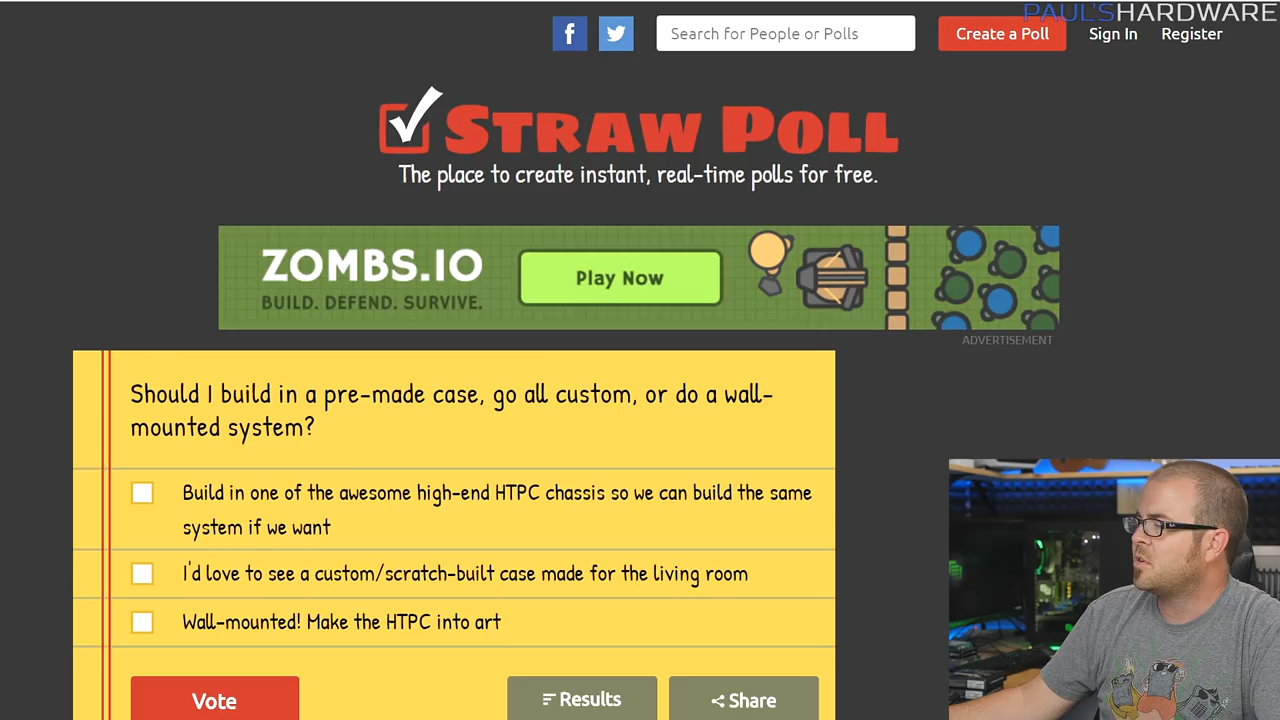 PAUL'SHARDWARE
f
Search for People or Polls
Create a Poll
Sign In
Register
STRAW POLL
The place to create instant, real-time polls for free.
ZOMBS.IO
BUILD. DEFEND. SURVIVE.
Play Now
ADVERTISEMENT
Should I build in a pre-made case, go all custom, or do a wall-
mounted system?
Build in one of the awesome high-end HTPC chassis so we can build the same
system if we want
I'd love to see a custom/scratch-built case made for the living room
Wall-mounted! Make the HTPC into art
Vote
Results
Share